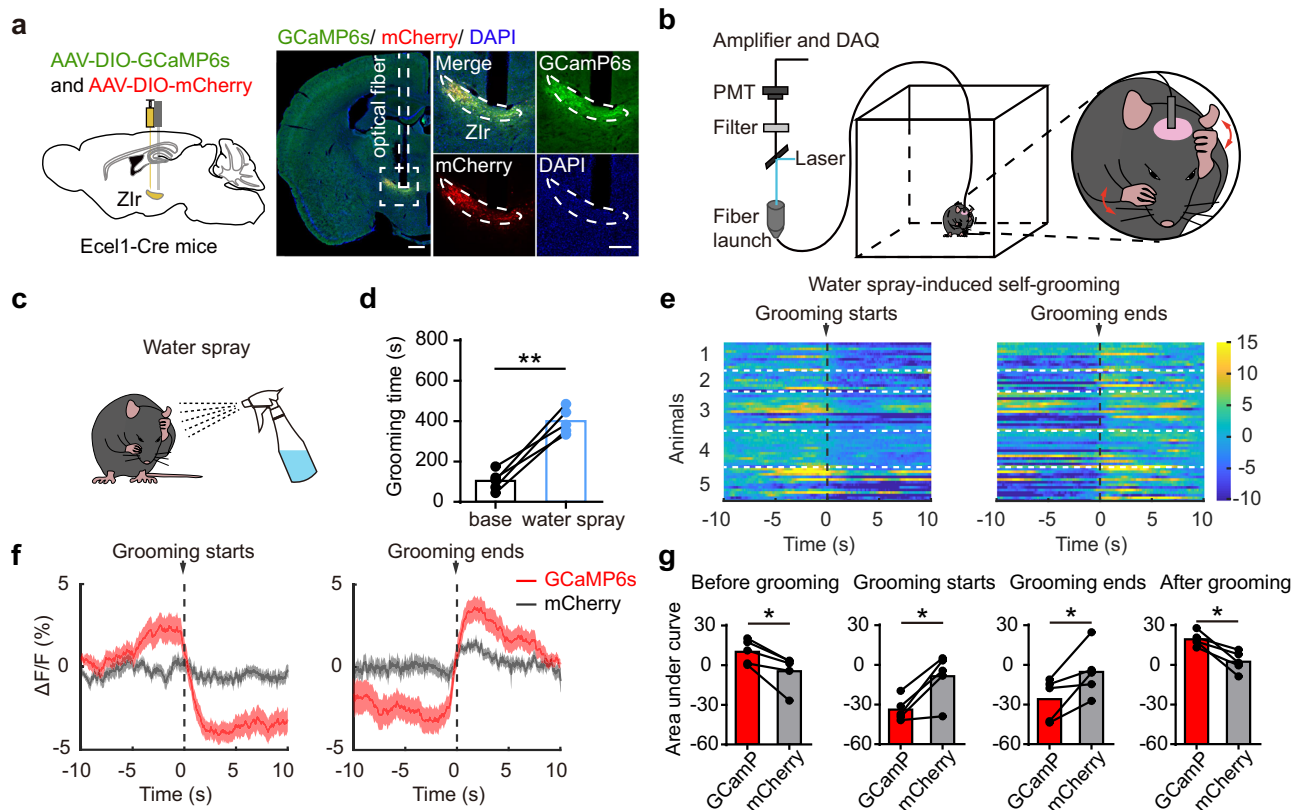 a
AAV-DIO-GCaMP6s
and AAV-DIO-mCherry
ZIr
Ecel1-Cre mice
GCaMP6s/ mCherry/ DAPI
optical fiber
Merge
ZIr
GCamP6s
mCherry
DAPI
b
Amplifier and DAQ
PMT
Filter
Laser
Fiber
launch
c
Water spray
d
Grooming time (s)
800
600
400
200
0
**
base
water spray
e
Water spray-induced self-grooming
Grooming starts
Grooming ends
Animals
1
2
3
4
5
-10
-5
0
5
10
Time (s)
-10
-5
0
5
10
Time (s)
15
10
5
0
-5
-10
f
Grooming starts
Grooming ends
GCaMP6s
mCherry
ΔF/F (%)
5
0
-5
-10
-5
0
5
10
Time (s)
5
0
-5
-10
-5
0
5
10
Time (s)
g
Before grooming
Grooming starts
Grooming ends
After grooming
Area under curve
*
30
0
-30
-60
GCamP
mCherry
*
30
0
-30
-60
GCamP
mCherry
*
30
0
-30
-60
GCamP
mCherry
*
30
0
-30
-60
GCamP
mCherry